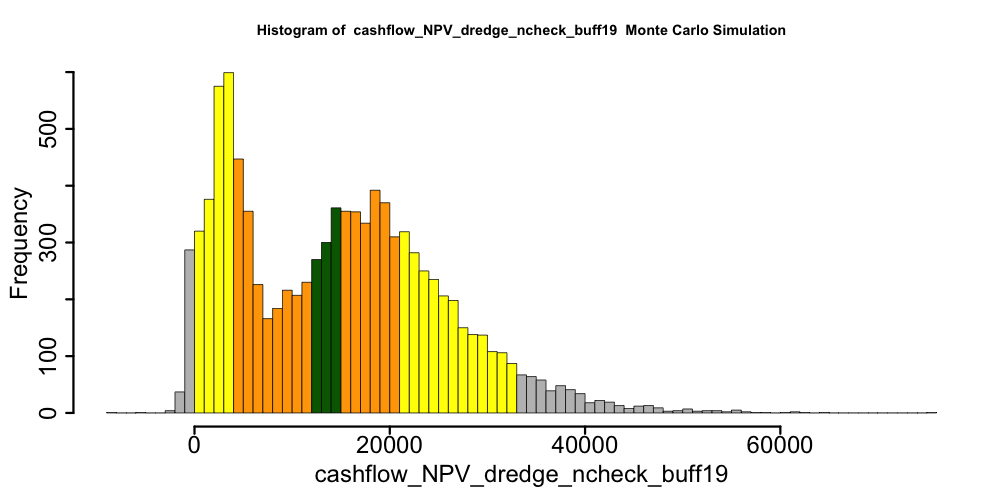 Histogram of  cashflow_NPV_dredge_ncheck_buff19  Monte Carlo Simulation
Frequency
500
300
100
0
0 20000 40000 60000
cashflow_NPV_dredge_ncheck_buff19